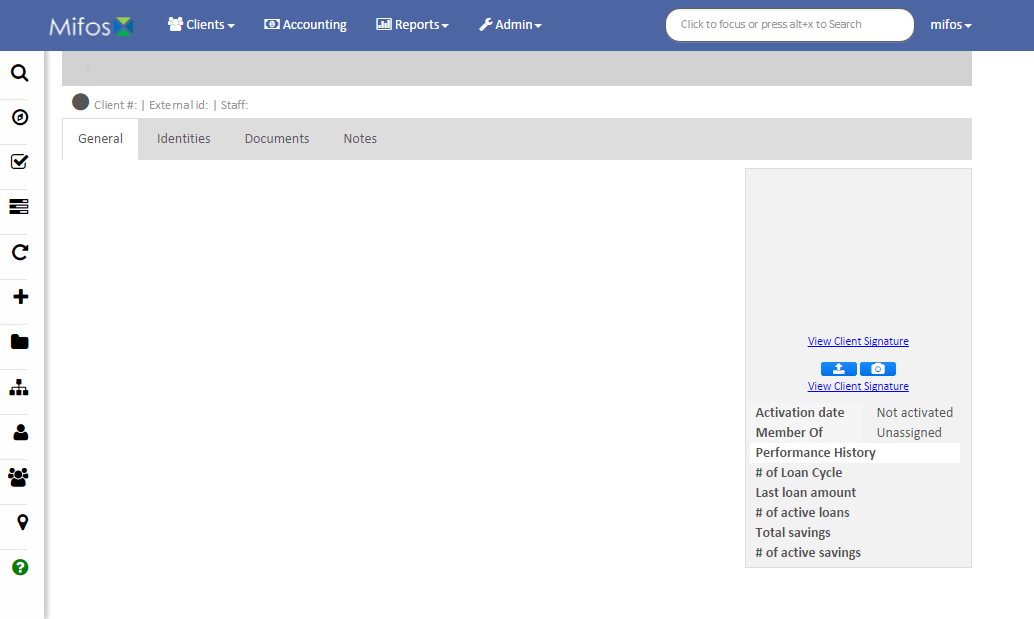 Mifos Clients Accounting Reports Admin Click to focus or press alt+x to Search mifos
/
Client #: | External id: | Staff:
General Identities Documents Notes
View Client Signature
View Client Signature
Activation date Not activated
Member Of Unassigned
Performance History
# of Loan Cycle
Last loan amount
# of active loans
Total savings
# of active savings
?